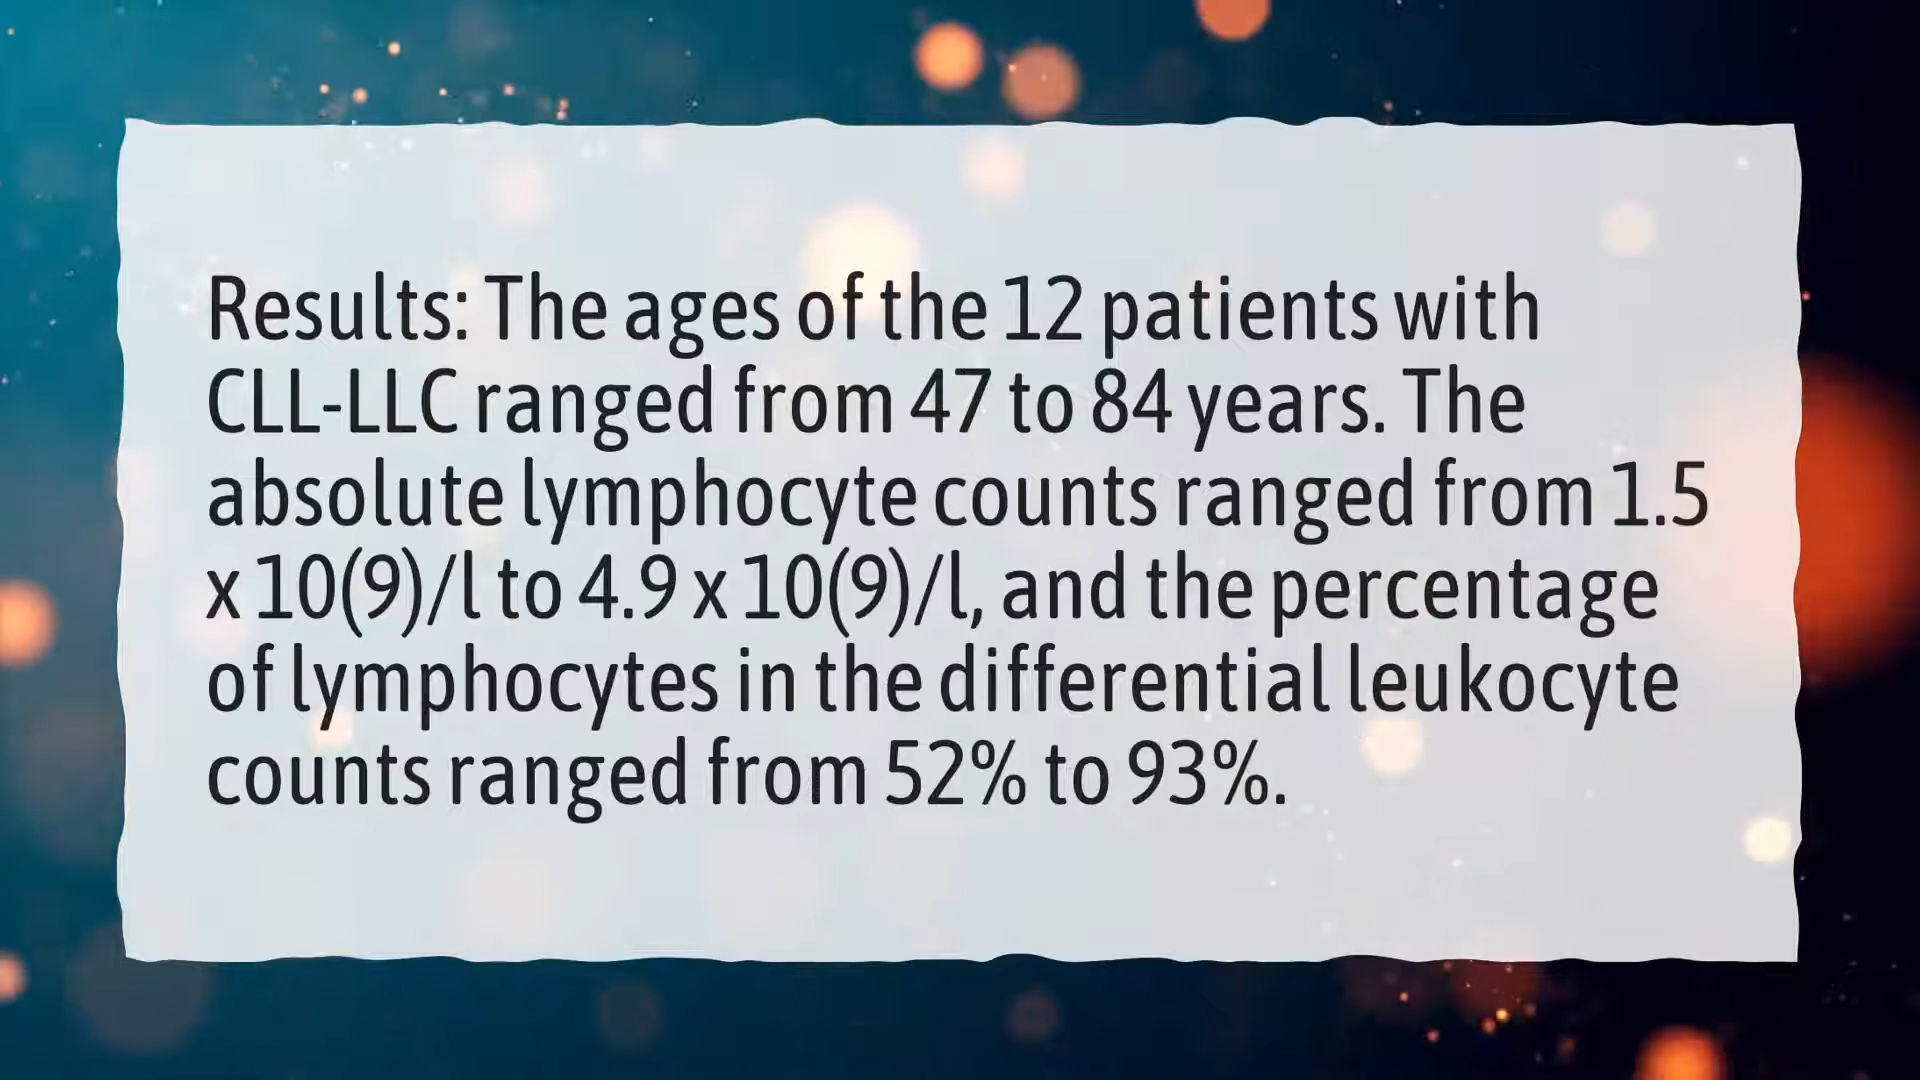 Results: The ages of the 12 patients with
CLL-LLC ranged from 47 to 84 years. The
absolute lymphocyte counts ranged from 1.5
x 10(9)/l to 4.9 x 10(9)/l, and the percentage
of lymphocytes in the differential leukocyte
counts ranged from 52% to 93%.